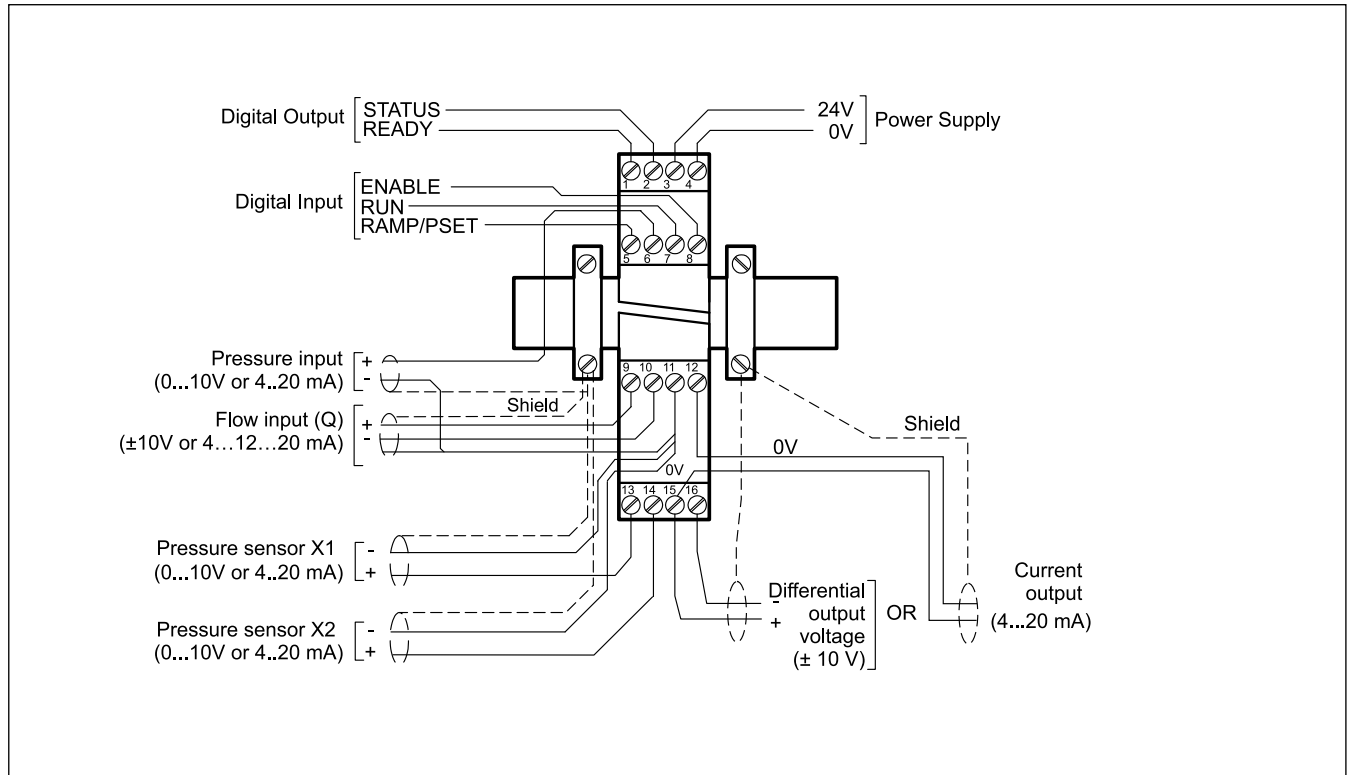 Digital Output
STATUS
READY
24V
0V
Power Supply
1 2 3 4
Digital Input
ENABLE
RUN
RAMP/PSET
5 6 7 8
Pressure input
(0...10V or 4..20 mA)
+
-
Shield
Flow input (Q)
(±10V or 4...12...20 mA)
+
-
9 10 11 12
0V
Shield
0V
13 14 15 16
Pressure sensor X1
(0...10V or 4..20 mA)
-
+
Pressure sensor X2
(0...10V or 4..20 mA)
-
+
Differential
output
voltage
(± 10 V)
-
+
OR
Current
output
(4...20 mA)